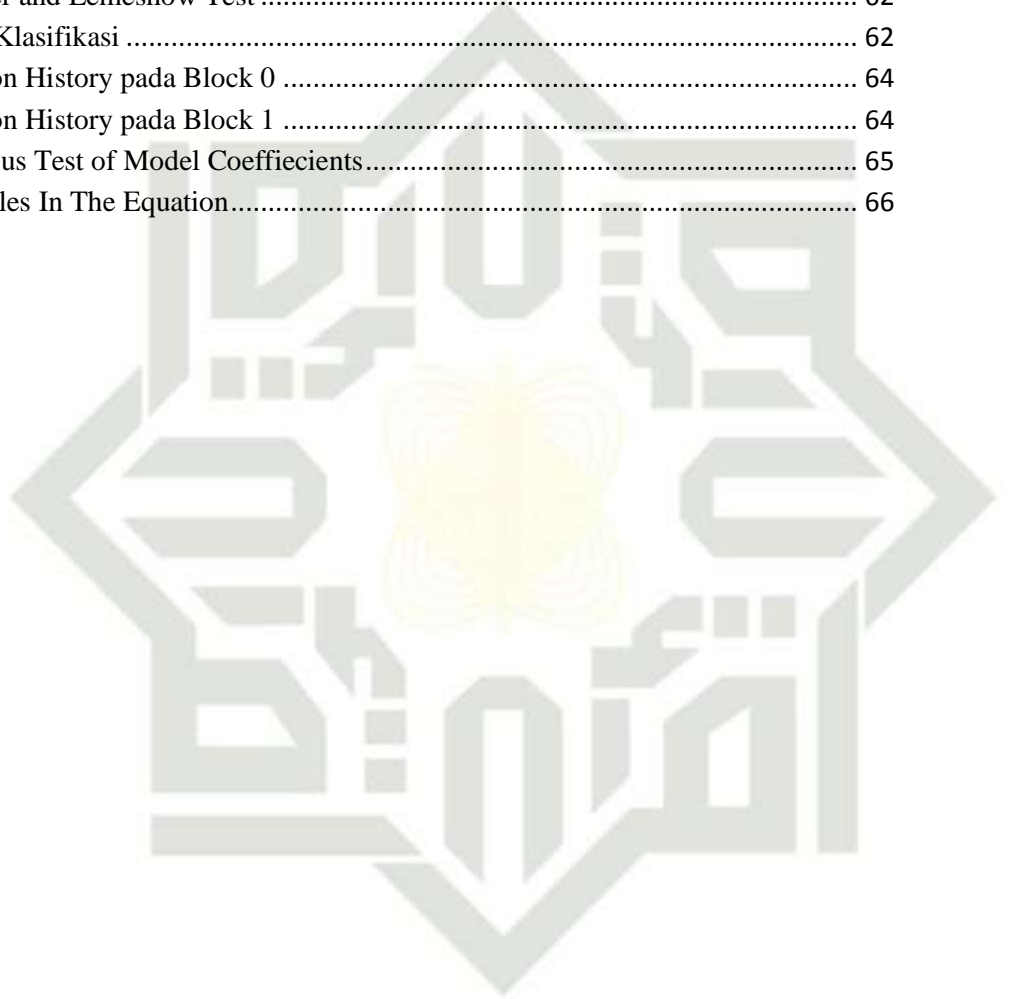 er and Lemeshow Test ........................................................................ 62
Klasifikasi ........................................................................................... 62
on History pada Block 0 ..................................................................... 64
on History pada Block 1 ..................................................................... 64
us Test of Model Coeffiecients........................................................... 65
les In The Equation............................................................................. 66